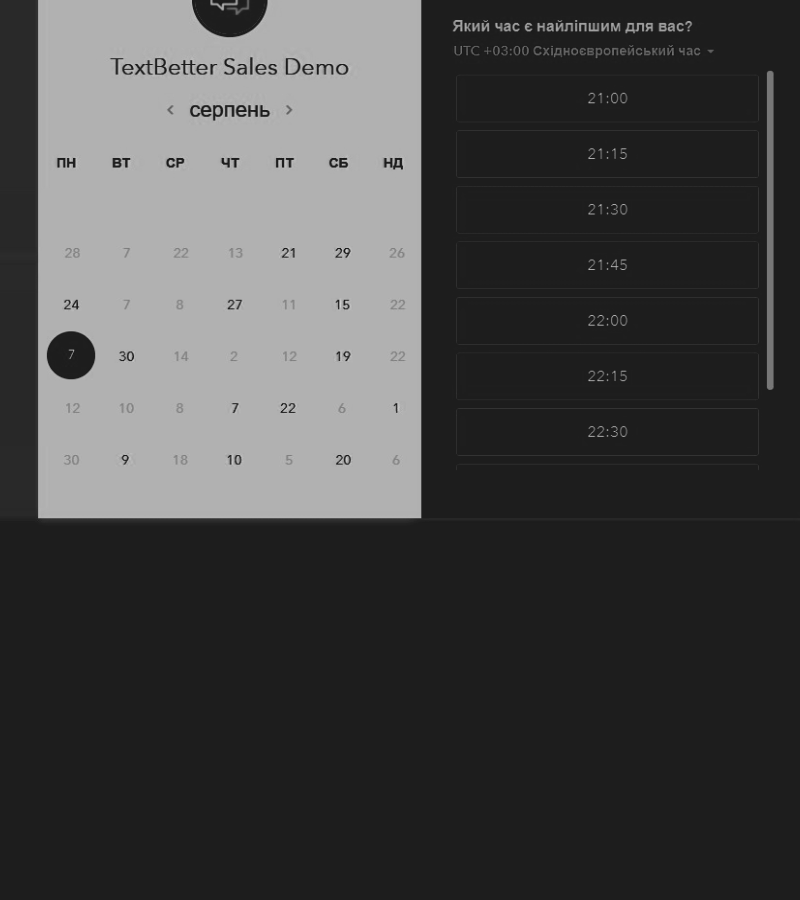 TextBetter Sales Demo
серпень
ПН ВТ СР ЧТ ПТ СБ НД
28 7 22 13 21 29 26
24 7 8 27 11 15 22
7 30 14 2 12 19 22
12 10 8 7 22 6 1
30 9 18 10 5 20 6
Який час є найліпшим для вас?
UTC +03:00 Східноєвропейський час
21:00
21:15
21:30
21:45
22:00
22:15
22:30